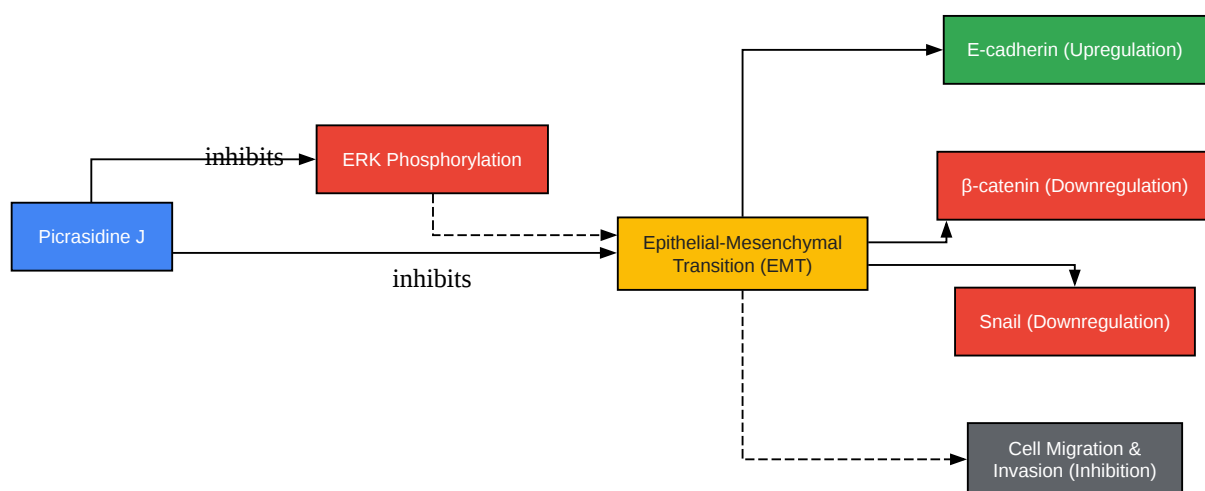 E-cadherin (Upregulation)
inhibits
ERK Phosphorylation
β-catenin (Downregulation)
Picrasidine J
Epithelial-Mesenchymal
Transition (EMT)
inhibits
Snail (Downregulation)
Cell Migration &
Invasion (Inhibition)